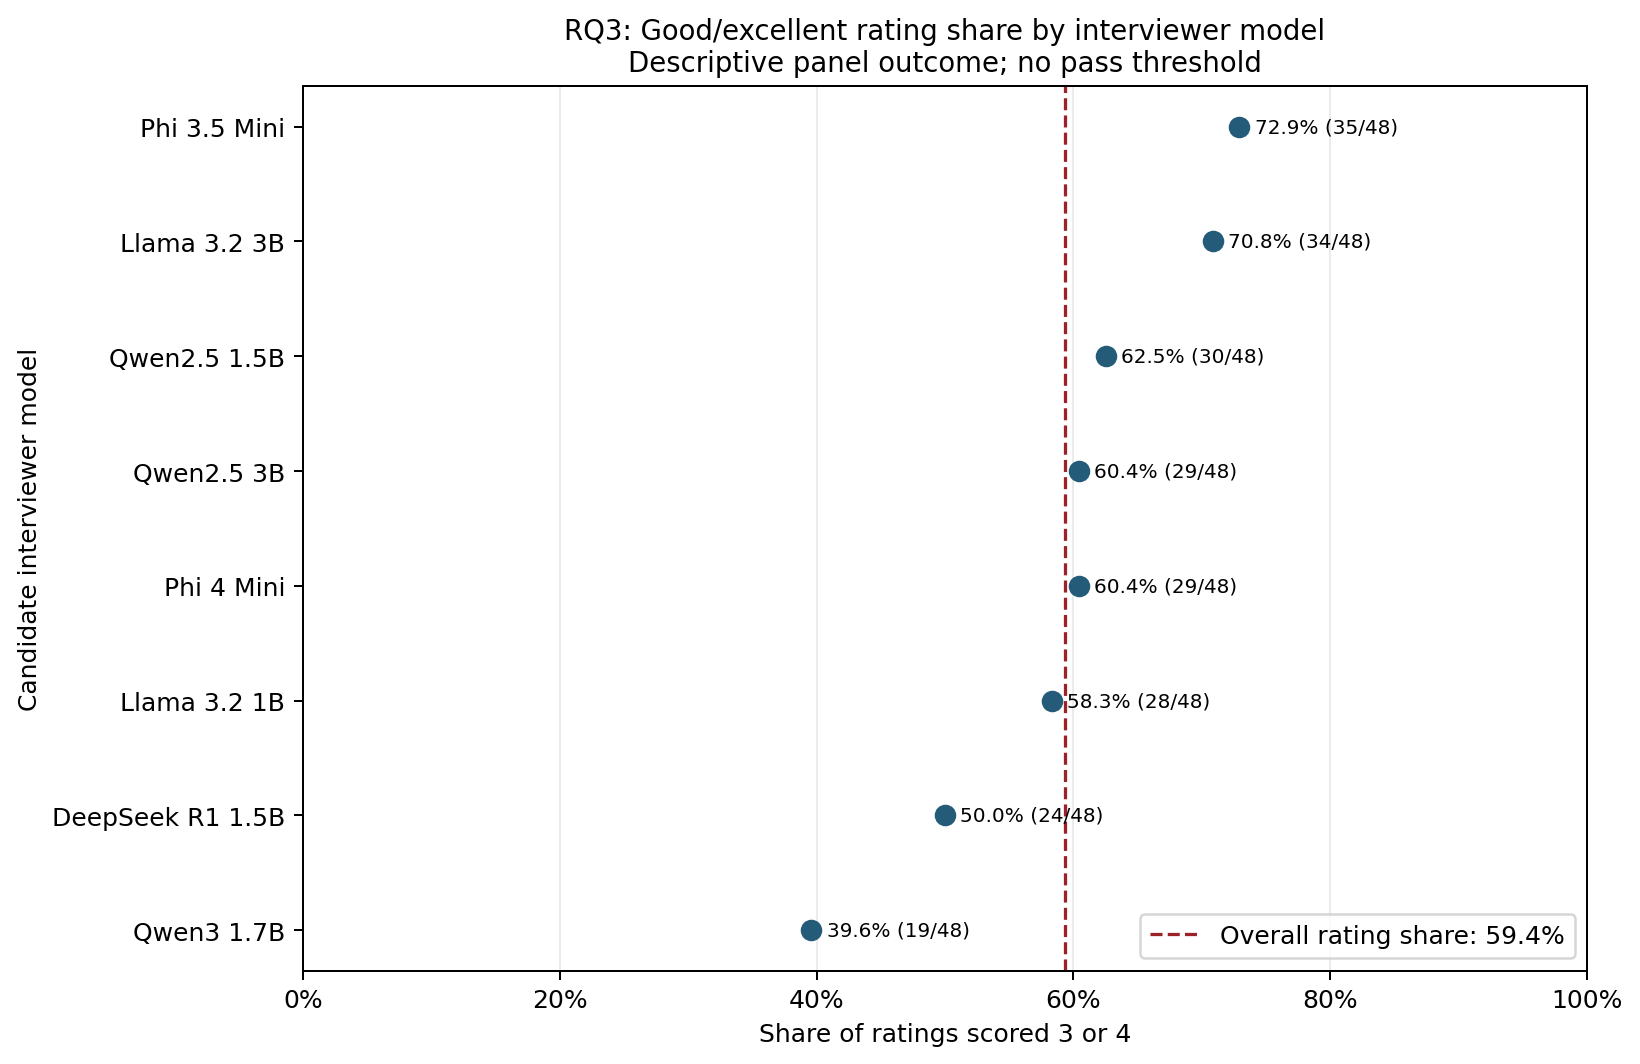 RQ3: Good/excellent rating share by interviewer model
Descriptive panel outcome; no pass threshold
Candidate interviewer model
Phi 3.5 Mini
72.9% (35/48)
Llama 3.2 3B
70.8% (34/48)
Qwen2.5 1.5B
62.5% (30/48)
Qwen2.5 3B
60.4% (29/48)
Phi 4 Mini
60.4% (29/48)
Llama 3.2 1B
58.3% (28/48)
DeepSeek R1 1.5B
50.0% (24/48)
Qwen3 1.7B
39.6% (19/48)
Overall rating share: 59.4%
0%
20%
40%
60%
80%
100%
Share of ratings scored 3 or 4